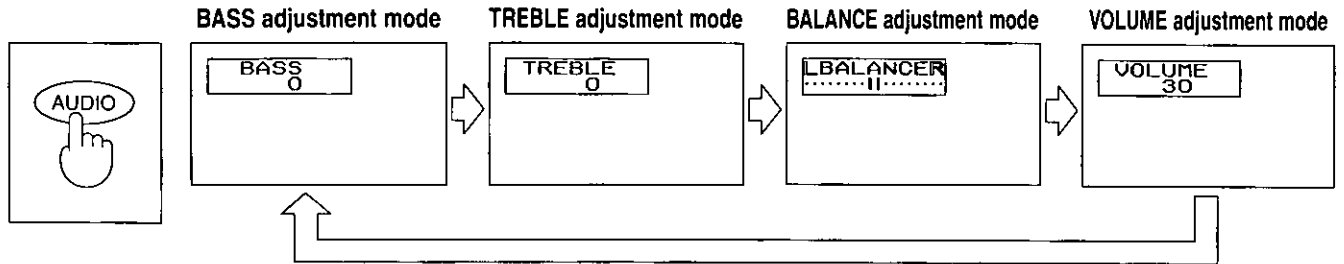 BASS adjustment mode
TREBLE adjustment mode
BALANCE adjustment mode
VOLUME adjustment mode
AUDIO
BASS
0
TREBLE
0
LBALANCER
VOLUME
30